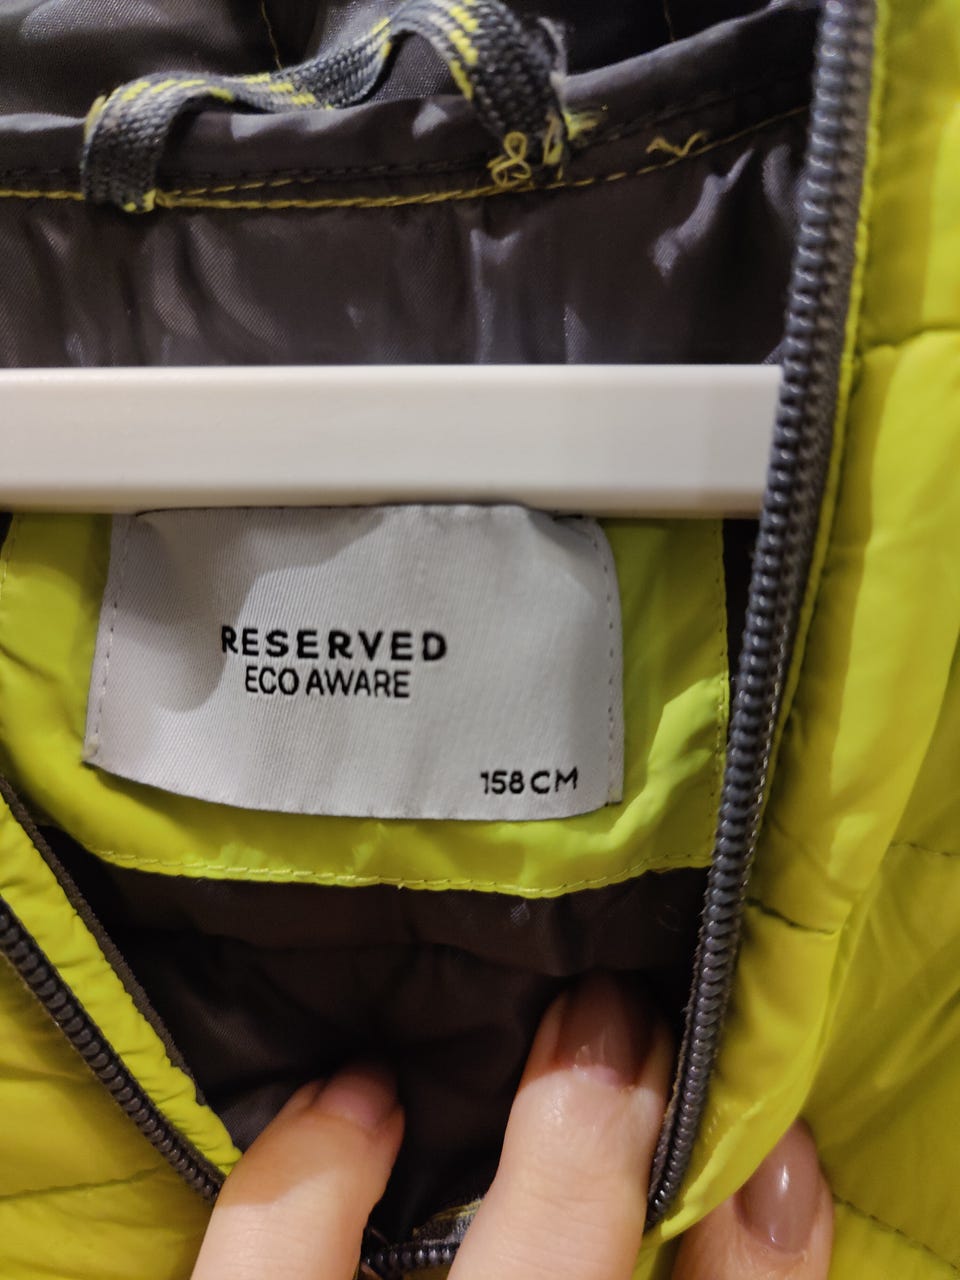 RESERVED
ECO AWARE
158 CM